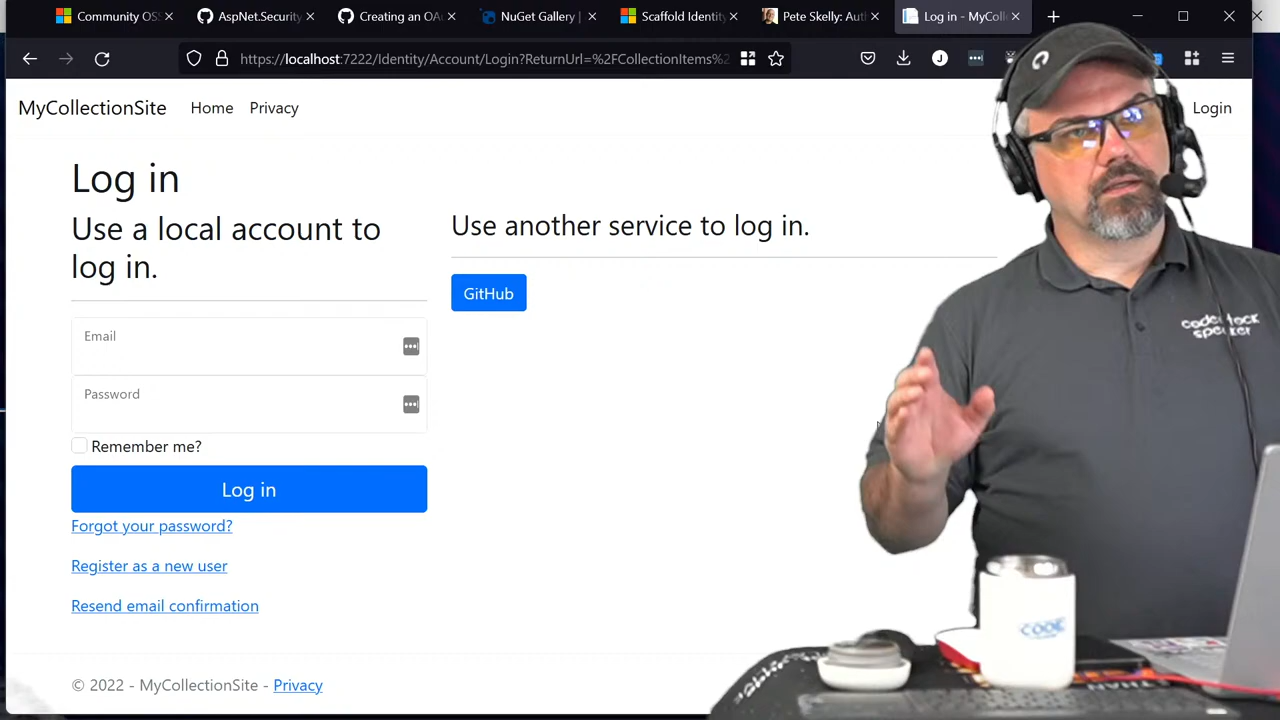 Community OSS
AspNet.Security
Creating an OAu
NuGet Gallery |
Scaffold Identity
Pete Skelly: Aut
Log in - MyColl
https://localhost:7222/Identity/Account/Login?ReturnUrl=%2FCollectionItems%2
J
MyCollectionSite
Home
Privacy
Login
Log in
Use a local account to
log in.
Use another service to log in.
GitHub
Email
Password
Remember me?
Log in
Forgot your password?
Register as a new user
Resend email confirmation
© 2022 - MyCollectionSite - Privacy
speaker
THAN